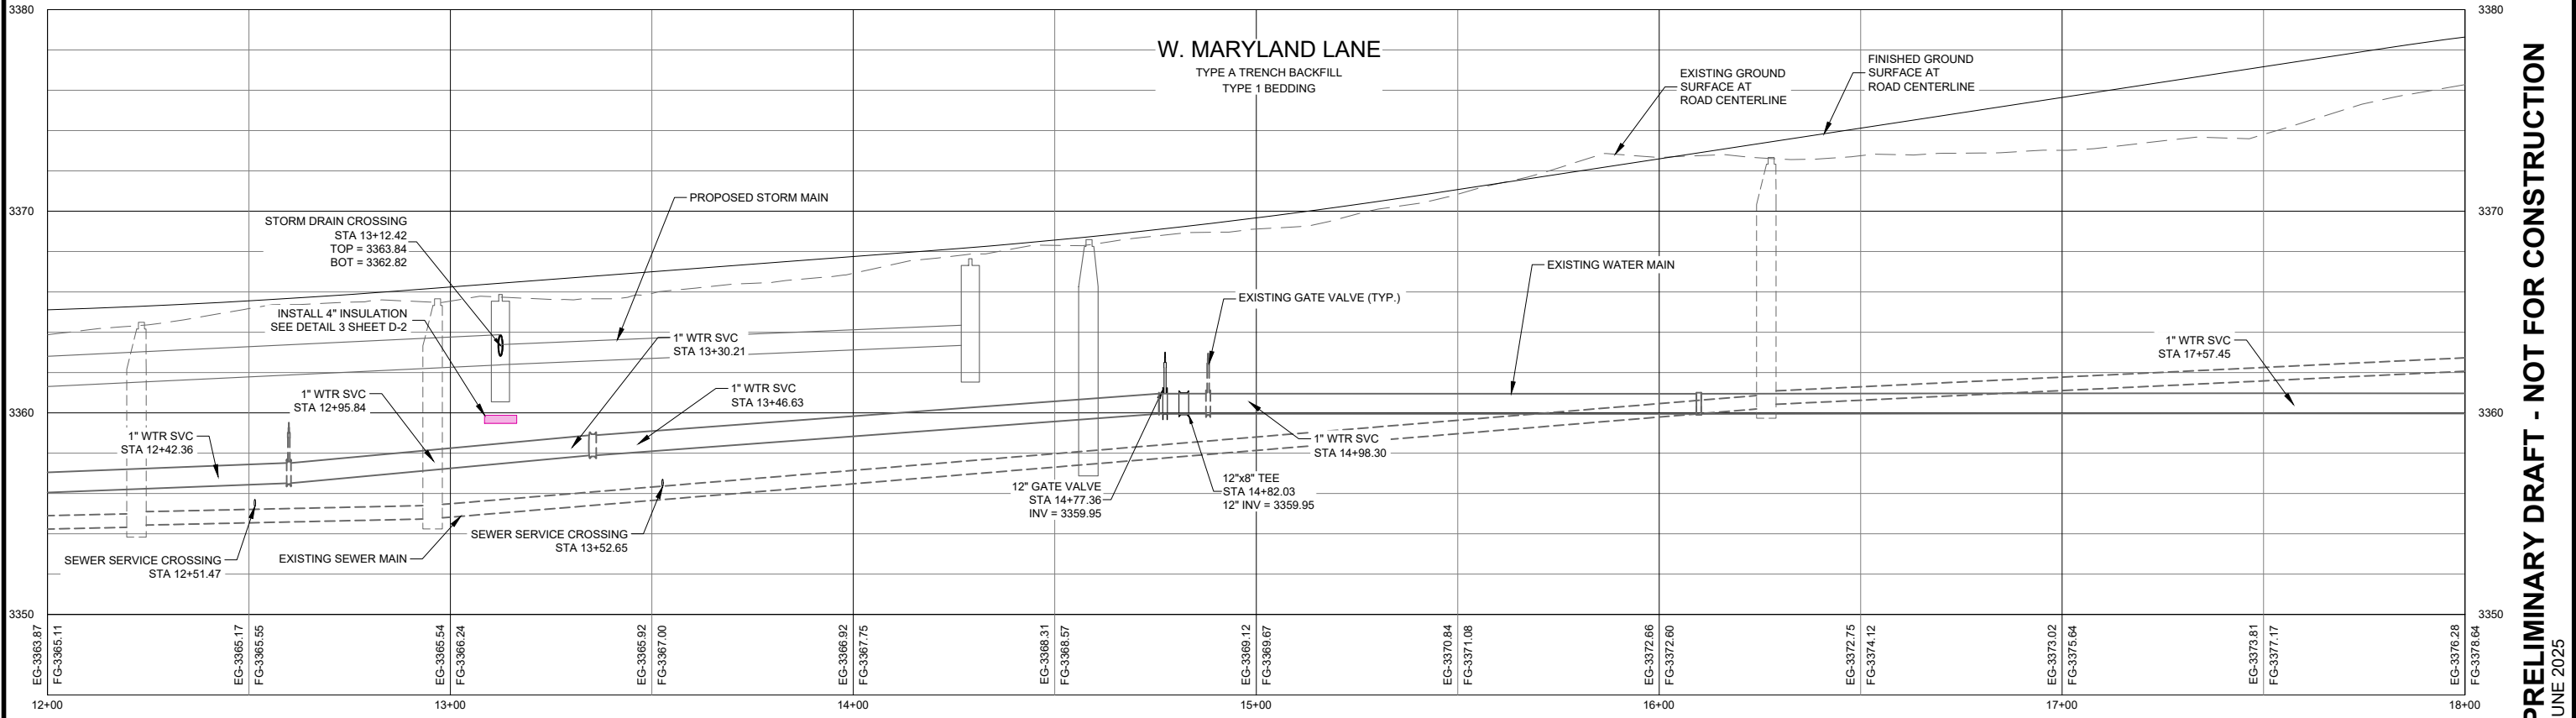 3380
3380
W. MARYLAND LANE
TYPE A TRENCH BACKFILL
TYPE 1 BEDDING
EXISTING GROUND
SURFACE AT
ROAD CENTERLINE
FINISHED GROUND
SURFACE AT
ROAD CENTERLINE
3370
3370
PROPOSED STORM MAIN
STORM DRAIN CROSSING
STA 13+12.42
TOP = 3363.84
BOT = 3362.82
EXISTING WATER MAIN
EXISTING GATE VALVE (TYP.)
INSTALL 4" INSULATION
SEE DETAIL 3 SHEET D-2
1" WTR SVC
STA 13+30.21
1" WTR SVC
STA 17+57.45
1" WTR SVC
STA 12+95.84
1" WTR SVC
STA 13+46.63
3360
3360
1" WTR SVC
STA 12+42.36
1" WTR SVC
STA 14+98.30
12" GATE VALVE
STA 14+77.36
INV = 3359.95
12"x8" TEE
STA 14+82.03
12" INV = 3359.95
SEWER SERVICE CROSSING
STA 13+52.65
SEWER SERVICE CROSSING
STA 12+51.47
EXISTING SEWER MAIN
3350
3350
EG-3363.87
FG-3365.11
EG-3365.17
FG-3365.55
EG-3365.54
FG-3366.24
EG-3365.92
FG-3367.00
EG-3366.92
FG-3367.75
EG-3368.31
FG-3368.57
EG-3369.12
FG-3369.67
EG-3370.84
FG-3371.08
EG-3372.66
FG-3372.60
EG-3372.75
FG-3374.12
EG-3373.02
FG-3375.64
EG-3373.81
FG-3377.17
EG-3376.28
FG-3378.64
12+00
13+00
14+00
15+00
16+00
17+00
18+00
PRELIMINARY DRAFT - NOT FOR CONSTRUCTION
UNE 2025